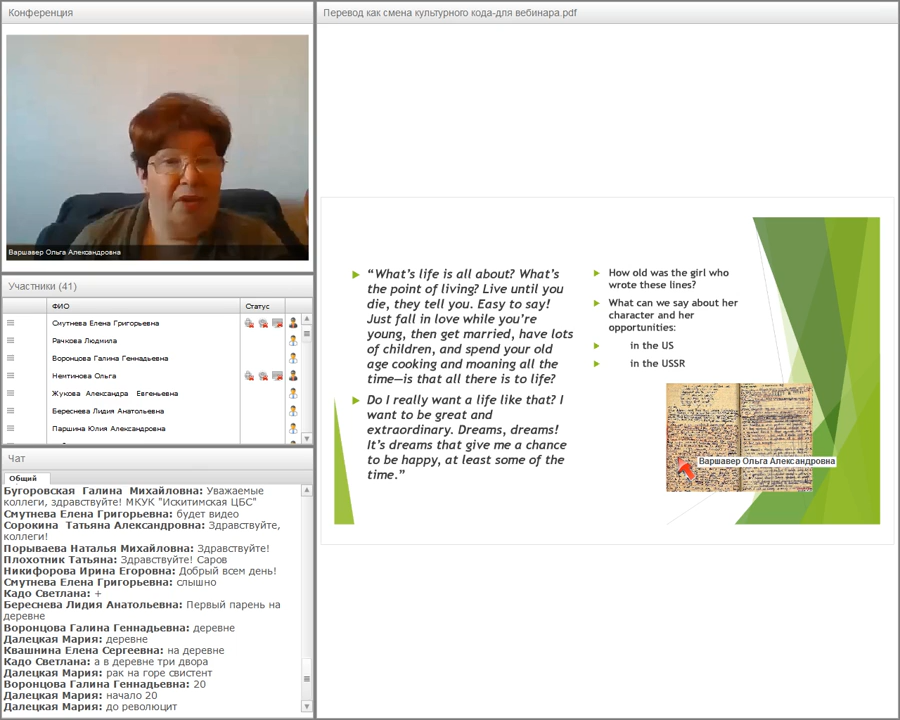 Конференция
Варшавер Ольга Александровна
Участники (41)
ФИО
Статус
Смутнева Елена Григорьевна
Рачкова Людмила
Воронцова Галина Геннадьевна
Немтинова Ольга
Жукова Александра Евгеньевна
Береснева Лидия Анатольевна
Паршина Юлия Александровна
Чат
Общий
Бугоровская Галина Михайловна: Уважаемые
коллеги, здравствуйте! МКУК "Искитимская ЦБС"
Смутнева Елена Григорьевна: будет видео
Сорокина Татьяна Александровна: Здравствуйте,
коллеги!
Порываева Наталья Михайловна: Здравствуйте!
Плохотник Татьяна: Здравствуйте! Саров
Никифорова Ирина Егоровна: Добрый всем день!
Смутнева Елена Григорьевна: слышно
Кадо Светлана: +
Береснева Лидия Анатольевна: Первый парень на
деревне
Воронцова Галина Геннадьевна: деревне
Далецкая Мария: деревне
Квашнина Елена Сергеевна: на деревне
Кадо Светлана: а в деревне три двора
Далецкая Мария: рак на горе свистент
Воронцова Галина Геннадьевна: 20
Далецкая Мария: начало 20
Далецкая Мария: до революцит
Перевод как смена культурного кода-для вебинара.pdf
“What’s life is all about? What’s
the point of living? Live until you
die, they tell you. Easy to say!
Just fall in love while you’re
young, then get married, have lots
of children, and spend your old
age cooking and moaning all the
time—is that all there is to life?
Do I really want a life like that? I
want to be great and
extraordinary. Dreams, dreams!
It’s dreams that give me a chance
to be happy, at least some of the
time.”
How old was the girl who
wrote these lines?
What can we say about her
character and her
opportunities:
in the US
in the USSR
Варшавер Ольга Александровна